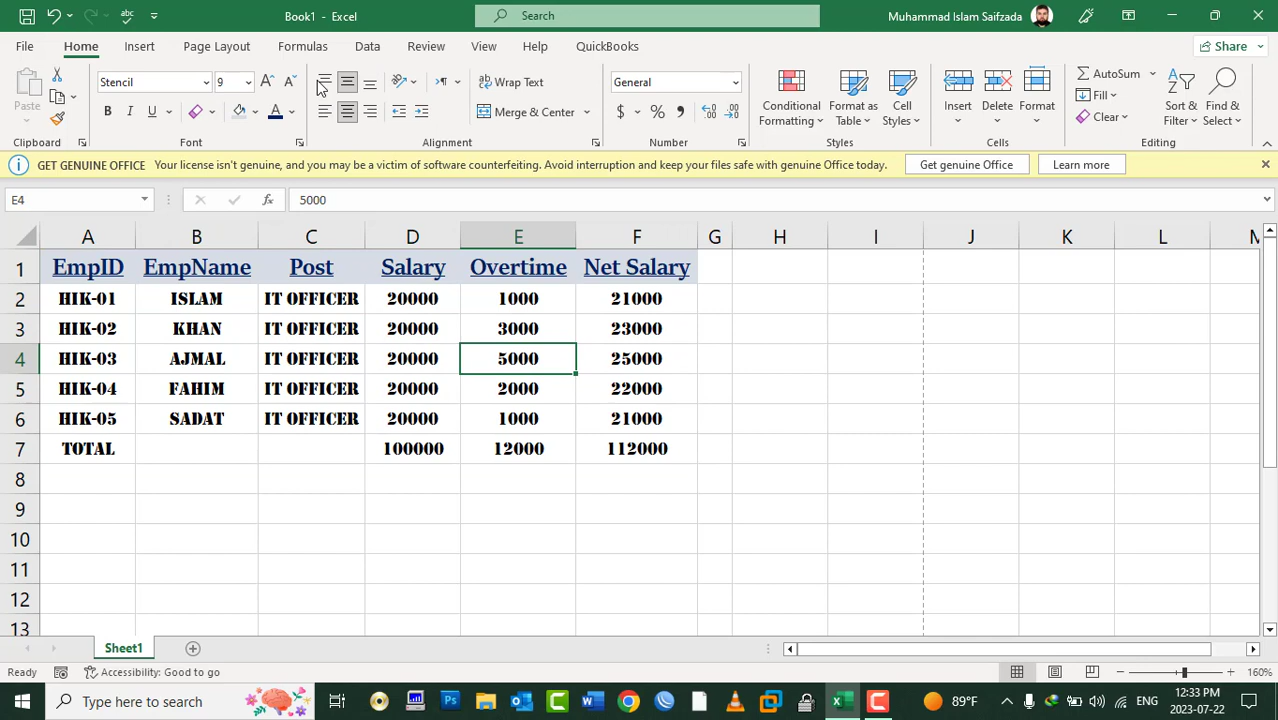 Book1 - Excel
Search
Muhammad Islam Saifzada
File Home Insert Page Layout Formulas Data Review View Help QuickBooks
Share
Paste
Clipboard
Stencil 9
B I U
Font
Wrap Text
Merge & Center
Alignment
General
$ % ,
Number
Conditional Formatting
Format as Table
Cell Styles
Styles
Insert Delete Format
Cells
AutoSum
Fill
Clear
Sort & Filter
Find & Select
Editing
GET GENUINE OFFICE Your license isn't genuine, and you may be a victim of software counterfeiting. Avoid interruption and keep your files safe with genuine Office today. Get genuine Office Learn more
E4 fx 5000
A B C D E F G H I J K L M
1 EmpID EmpName Post Salary Overtime Net Salary
2 HIK-01 ISLAM IT OFFICER 20000 1000 21000
3 HIK-02 KHAN IT OFFICER 20000 3000 23000
4 HIK-03 AJMAL IT OFFICER 20000 5000 25000
5 HIK-04 FAHIM IT OFFICER 20000 2000 22000
6 HIK-05 SADAT IT OFFICER 20000 1000 21000
7 TOTAL 100000 12000 112000
8
9
10
11
12
13
Sheet1
Ready Accessibility: Good to go 160%
Type here to search
89°F
ENG
12:33 PM
2023-07-22